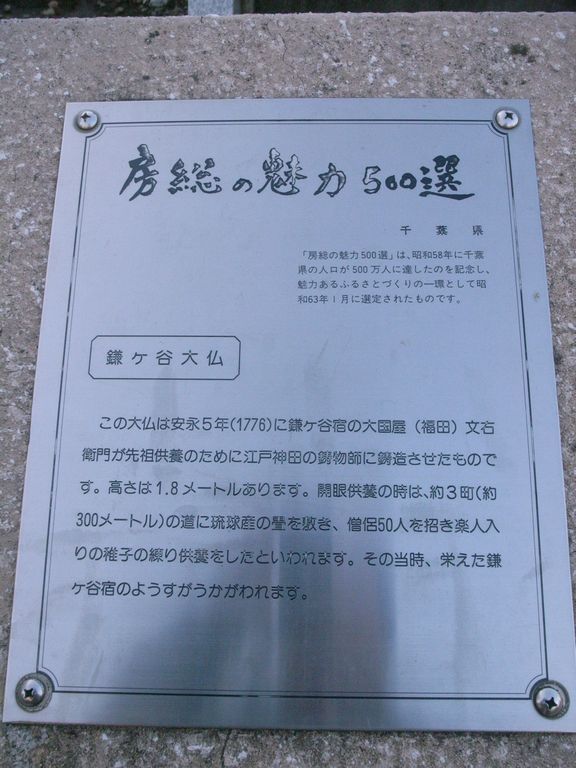 房総の魅力500選
千葉県
「房総の魅力500選」は、昭和58年に千葉
県の人口が500万人に達したのを記念し、
魅力あるふるさとづくりの一環として昭
和63年1月に選定されたものです。
鎌ヶ谷大仏
この大仏は安永5年(1776)に鎌ケ谷宿の大国屋(福田)文右
衛門が先祖供養のために江戸神田の鋳物師に鋳造させたもので
す。高さは1.8メートルあります。開眼供養の時は、約3町(約
300メートル)の道に琉球産の畳を敷き、僧侶50人を招き楽人入
りの稚子の練り供養をしたといわれます。その当時、栄えた鎌
ケ谷宿のようすがうかがわれます。